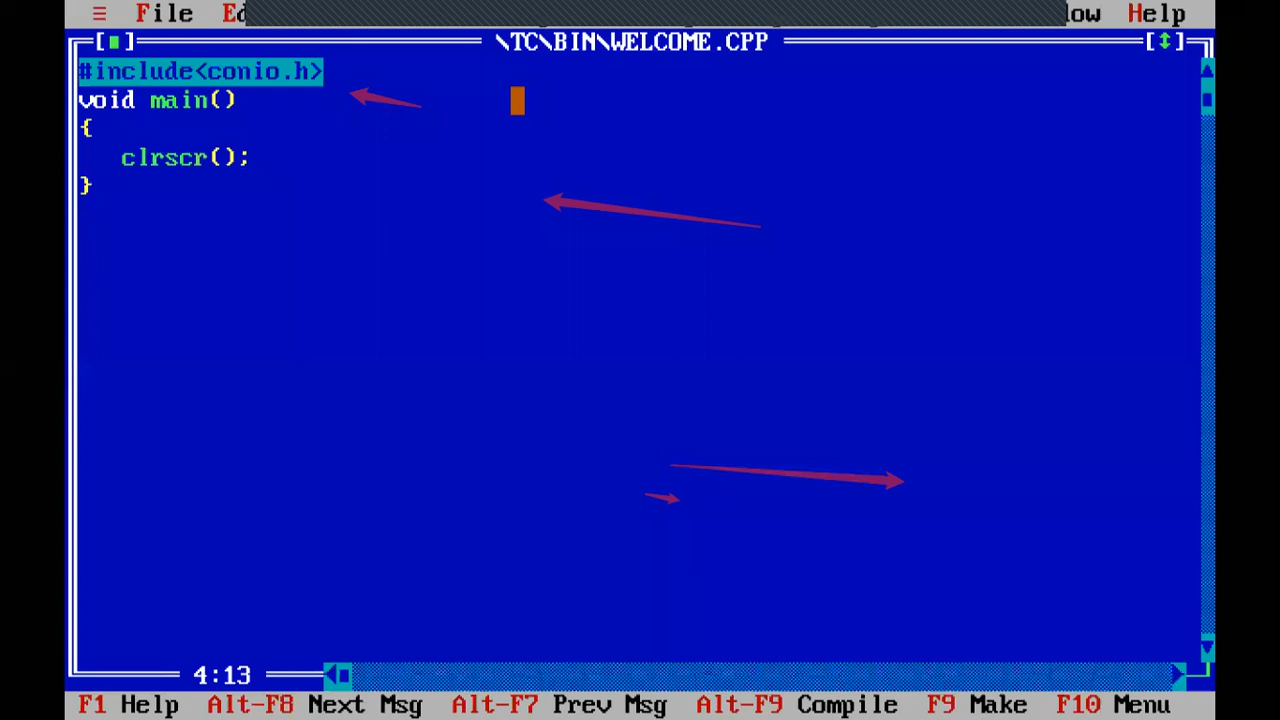 ≡ File
low Help
\TC\BIN\WELCOME.CPP
#include<conio.h>
void main()
{
clrscr();
}
4:13
F1 Help Alt-F8 Next Msg Alt-F7 Prev Msg Alt-F9 Compile F9 Make F10 Menu